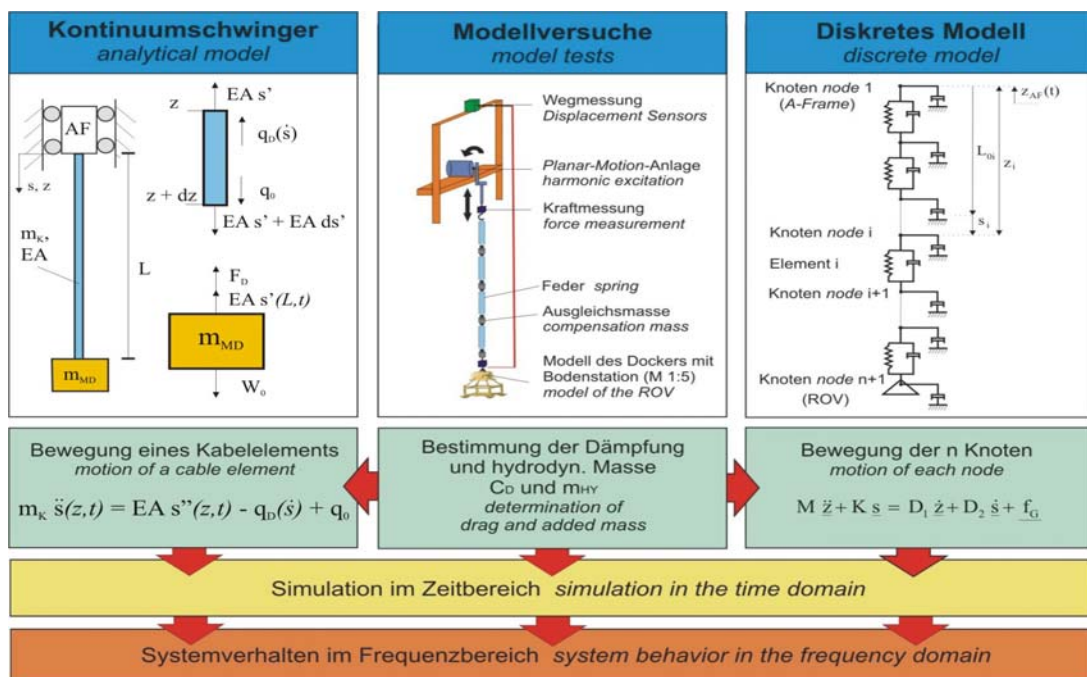 Kontinuumschwinger
analytical model
EA s'
z
q_D(ṡ)
AF
s, z
z + dz
q₀
EA s' + EA ds'
m_K,
EA
L
F_D
EA s'(L,t)
m_MD
m_MD
W₀
Modellversuche
model tests
Wegmessung
Displacement Sensors
Planar-Motion-Anlage
harmonic excitation
Kraftmessung
force measurement
Feder spring
Ausgleichsmasse
compensation mass
Modell des Dockers mit
Bodenstation (M 1:5)
model of the ROV
Diskretes Modell
discrete model
Knoten node 1
(A-Frame)
z_AF(t)
L_0i
z_i
s_i
Knoten node i
Element i
Knoten node i+1
Knoten node n+1
(ROV)
Bewegung eines Kabelelements
motion of a cable element
m_K s̈(z,t) = EA s''(z,t) - q_D(ṡ) + q₀
Bestimmung der Dämpfung
und hydrodyn. Masse
C_D und m_HY
determination of
drag and added mass
Bewegung der n Knoten
motion of each node
M z̈ + K s = D₁ ż + D₂ ṡ + f_G
Simulation im Zeitbereich simulation in the time domain
Systemverhalten im Frequenzbereich system behavior in the frequency domain